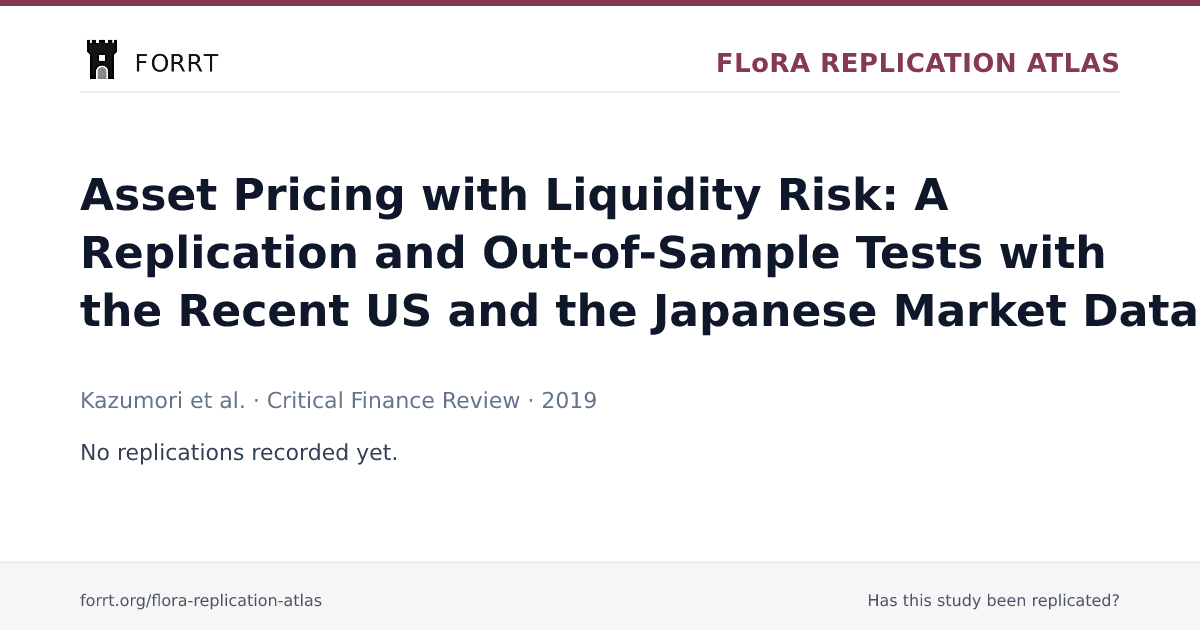 FORRT
FLoRA REPLICATION ATLAS
Asset Pricing with Liquidity Risk: A
Replication and Out-of-Sample Tests with
the Recent US and the Japanese Market Data
Kazumori et al. · Critical Finance Review · 2019
No replications recorded yet.
forrt.org/flora-replication-atlas
Has this study been replicated?